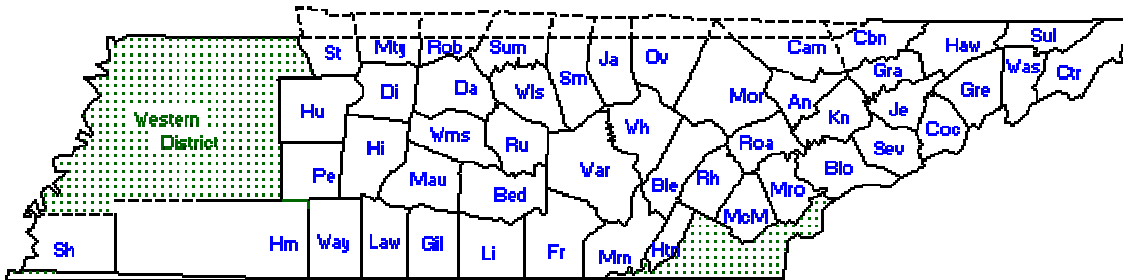 St Mty Rob Sum Sm Ja Ov Cam Cbn Haw Sul
Hu Di Da Wls Mor An Gra Je Gre Was Ctr
Western
District
Hi Wms Ru Wh Roa Kn Sev Coc
Pe Mau Bed War Ble Rh Mro Blo
McM
Sh Hm Way Law Gil Li Fr Mrn Htn